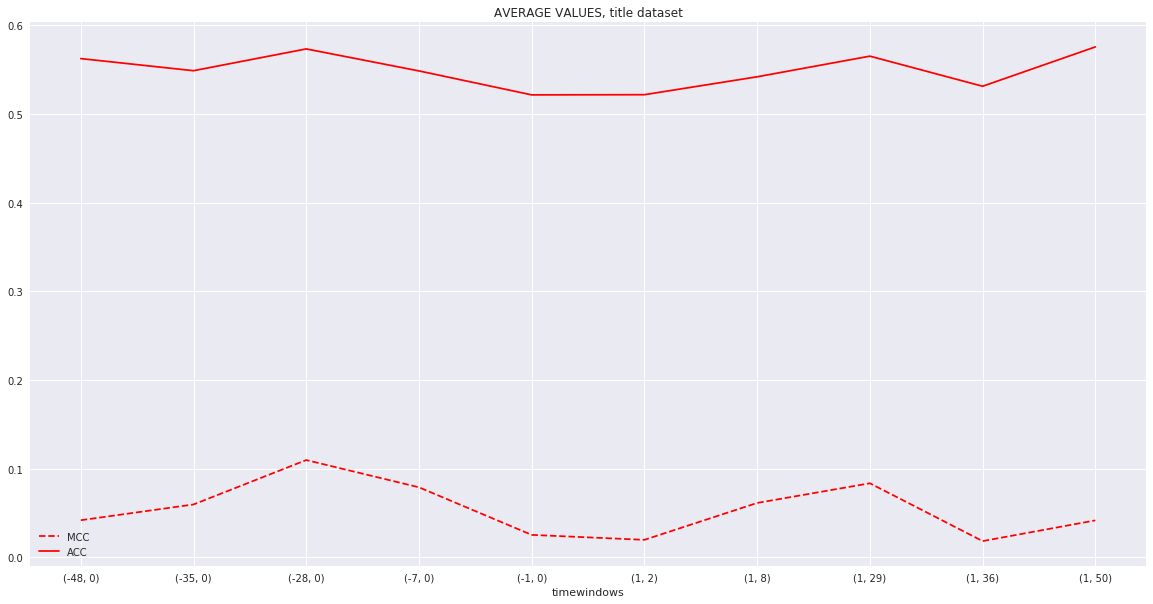 AVERAGE VALUES, title dataset
0.6
0.5
0.4
0.3
0.2
0.1
0.0
MCC
ACC
(-48, 0) (-35, 0) (-28, 0) (-7, 0) (-1, 0) (1, 2) (1, 8) (1, 29) (1, 36) (1, 50)
timewindows